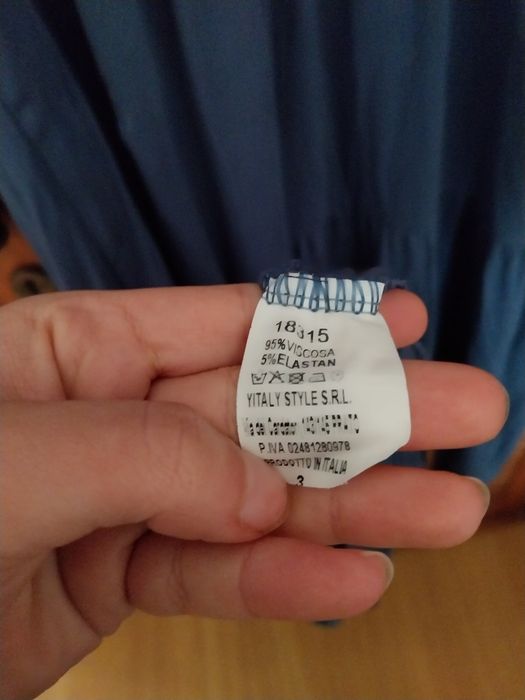 18315
95%VISCOSA
5%ELASTAN
YITALY STYLE S.R.L.
P.IVA 02481280978
PRODOTTO IN ITALIA
3